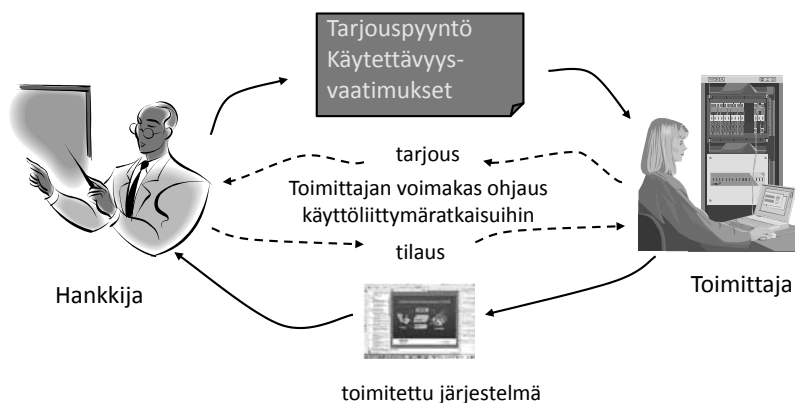 Tarjouspyyntö
Käytettävyys-
vaatimukset
tarjous
Toimittajan voimakas ohjaus
käyttöliittymäratkaisuihin
tilaus
Hankkija
Toimittaja
toimitettu järjestelmä